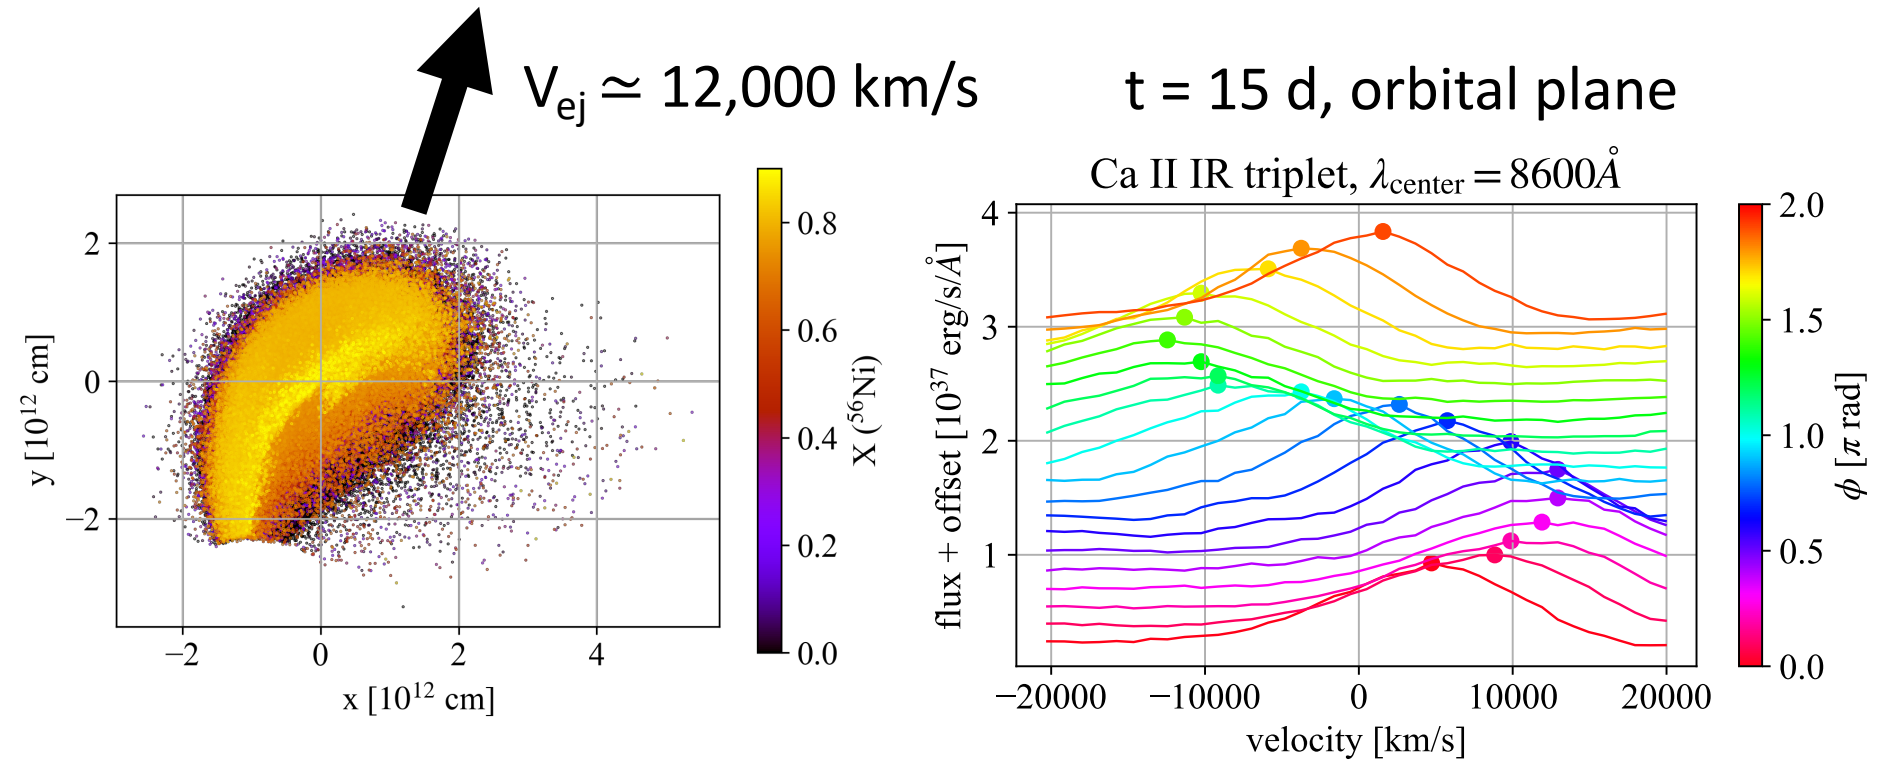 V_ej ≃ 12,000 km/s
t = 15 d, orbital plane
Ca II IR triplet, λ_center = 8600Å
2
0
−2
y [10^12 cm]
−2 0 2 4
x [10^12 cm]
0.8
0.6
0.4
0.2
0.0
X (^56Ni)
4
3
2
1
flux + offset [10^37 erg/s/Å]
−20000 −10000 0 10000 20000
velocity [km/s]
2.0
1.5
1.0
0.5
0.0
ϕ [π rad]